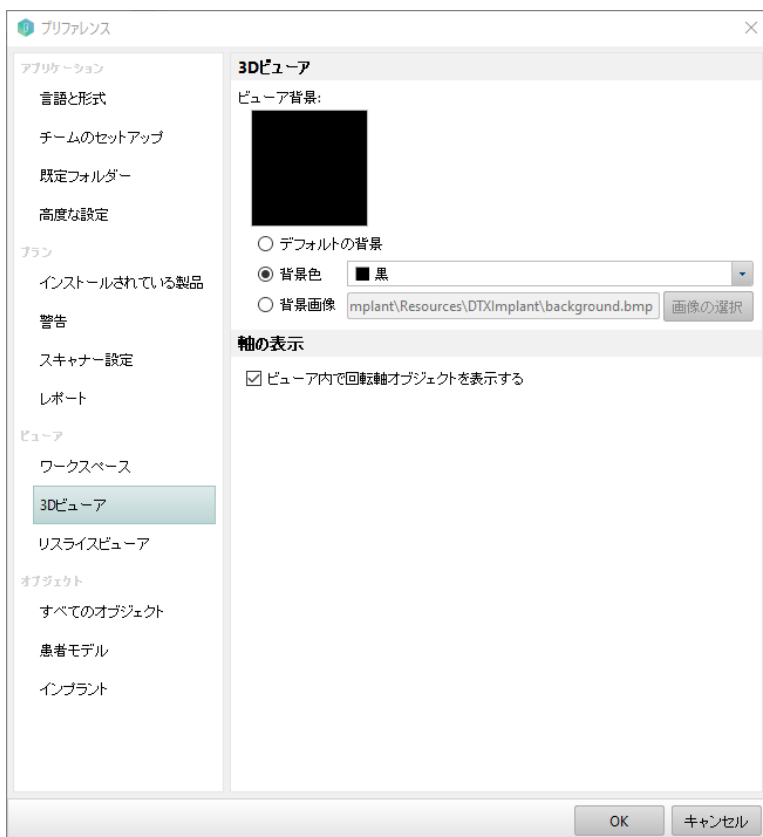 プリファレンス
アプリケーション
言語と形式
チームのセットアップ
既定フォルダー
高度な設定
プラン
インストールされている製品
警告
スキャナー設定
レポート
ビューア
ワークスペース
3Dビューア
リスライスビューア
オブジェクト
すべてのオブジェクト
患者モデル
インプラント
3Dビューア
ビューア背景:
デフォルトの背景
背景色 黒
背景画像 mplant\Resources\DTXImplant\background.bmp 画像の選択
軸の表示
ビューア内で回転軸オブジェクトを表示する
OK キャンセル